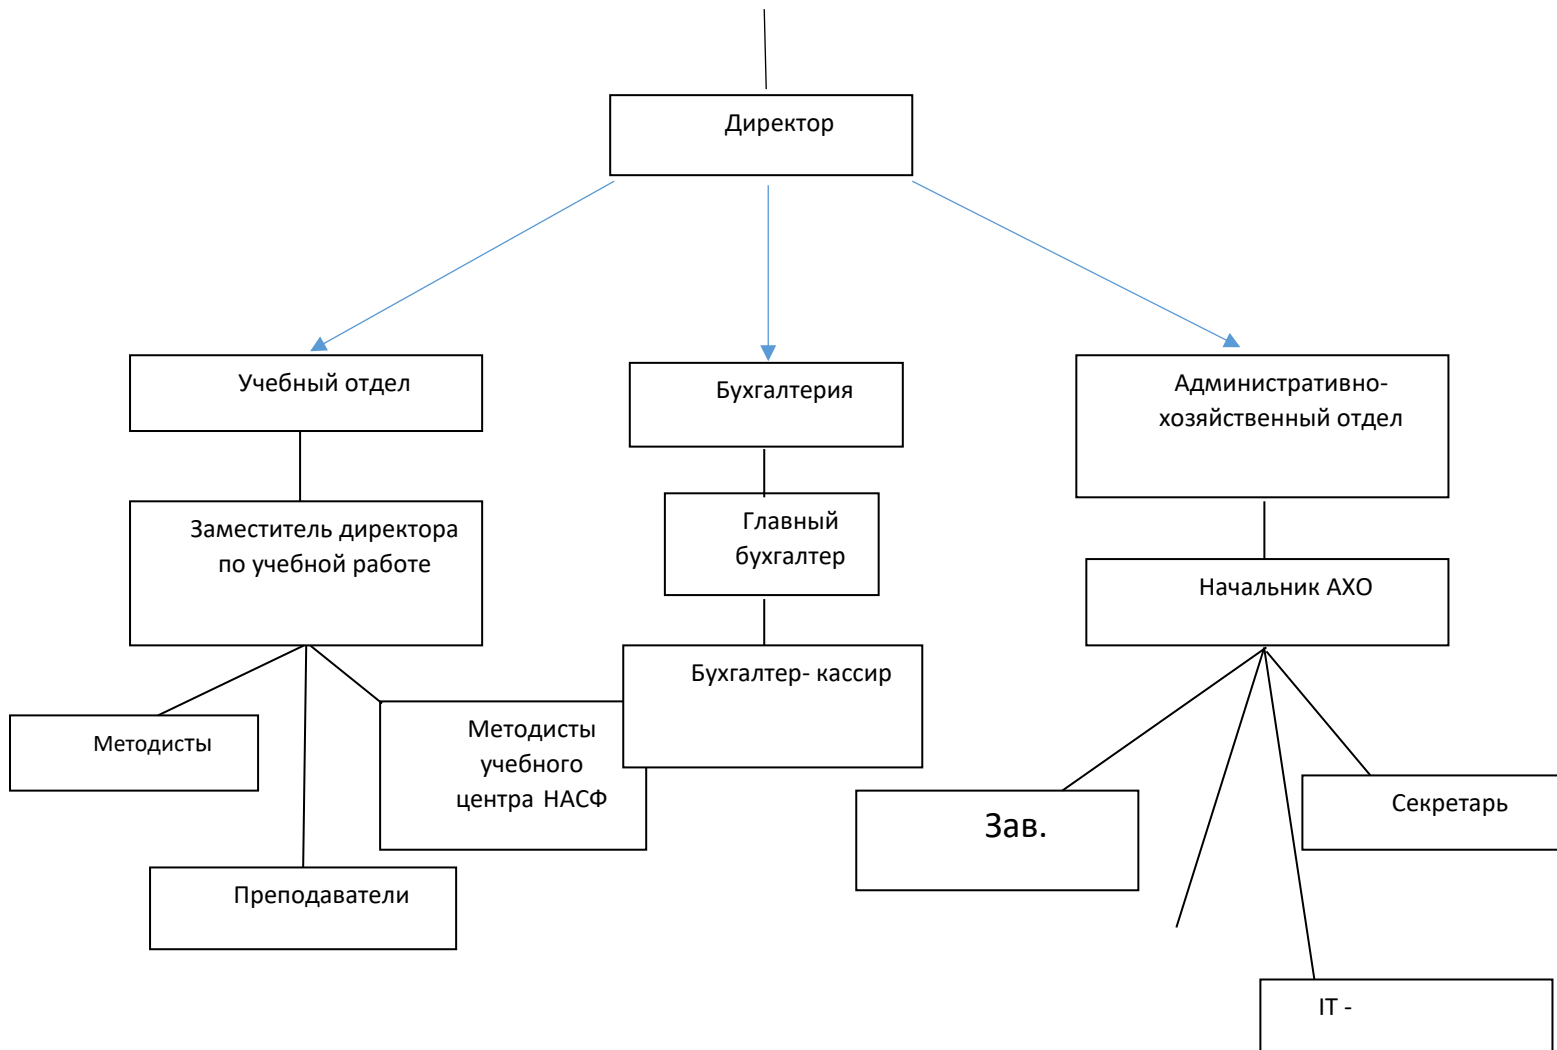 Директор
Учебный отдел
Бухгалтерия
Административно-
хозяйственный отдел
Заместитель директора
по учебной работе
Главный
бухгалтер
Начальник АХО
Бухгалтер- кассир
Методисты
Методисты
учебного
центра НАСФ
Зав.
Секретарь
Преподаватели
IT -